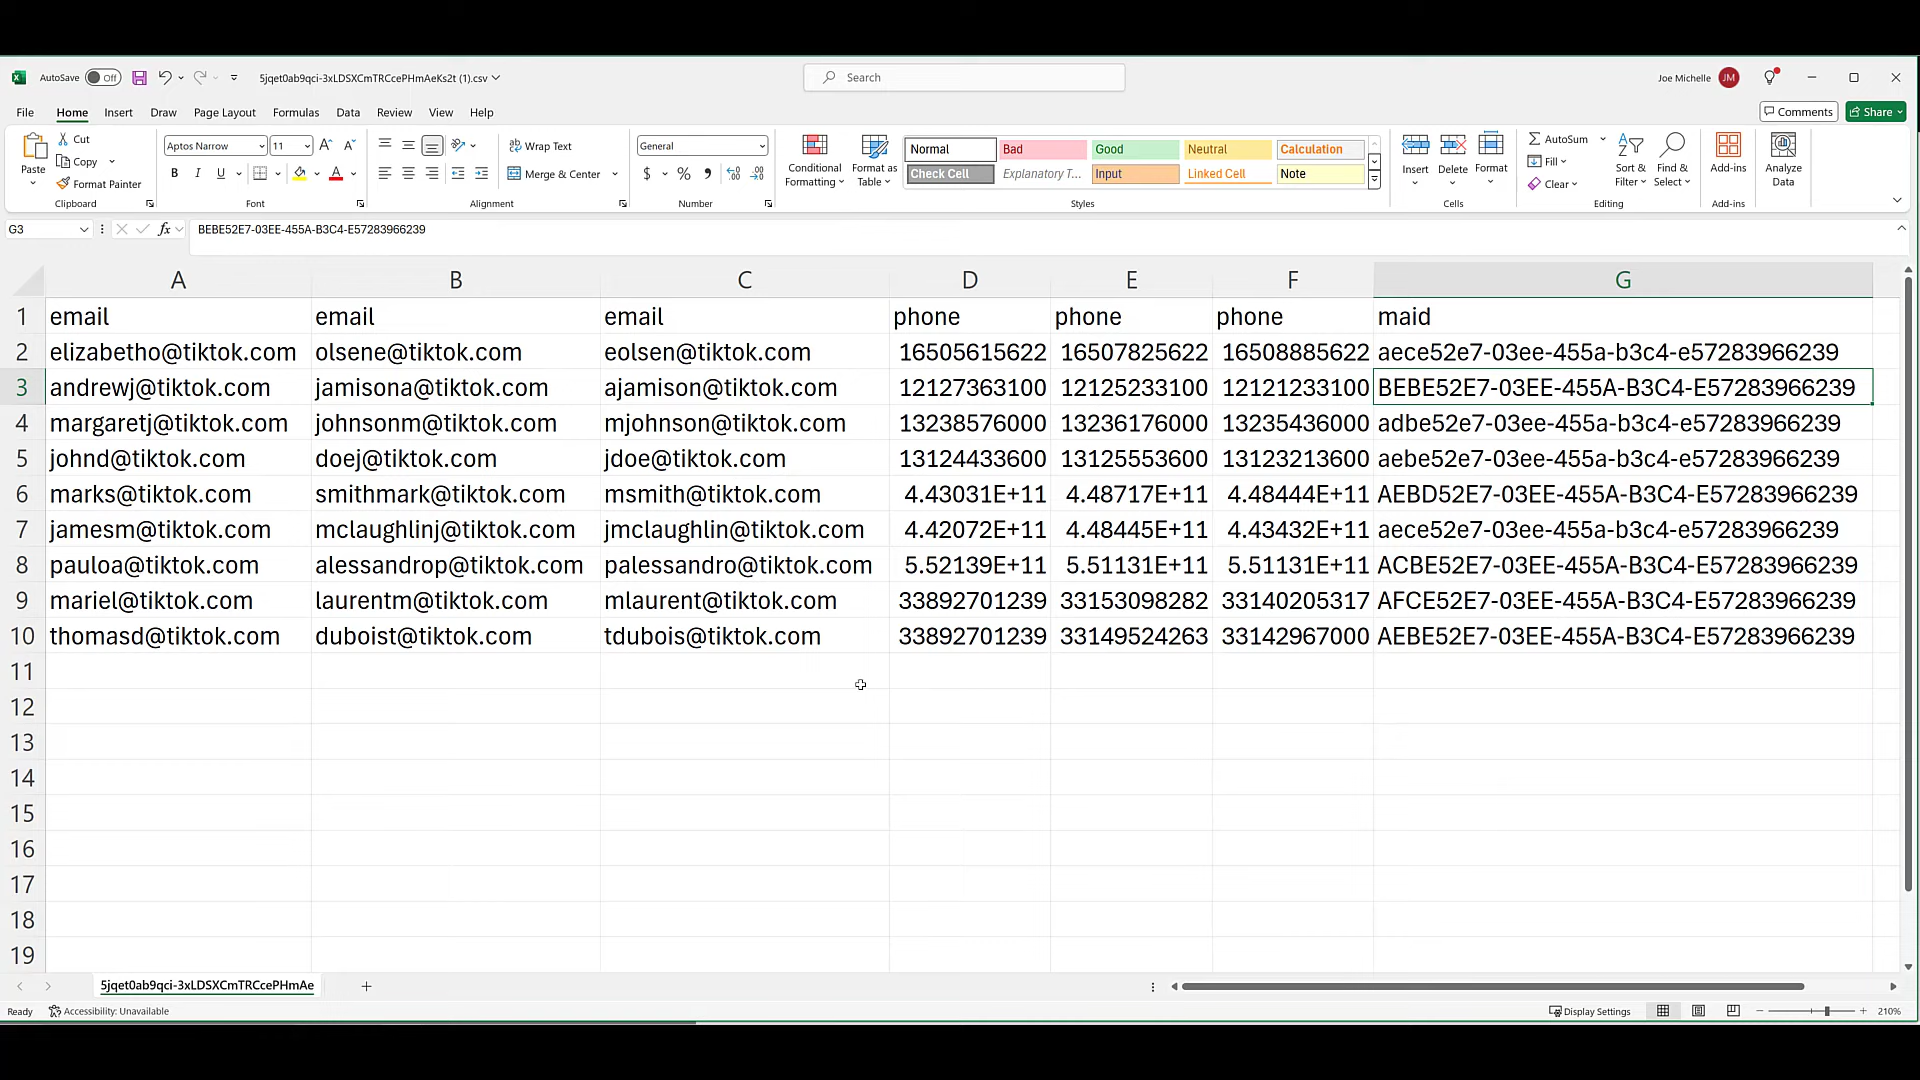 AutoSave Off 5jqet0ab9qci-3xLDSXCmTRCcePHmAeKs2t (1).csv Search Joe Michelle JM
File Home Insert Draw Page Layout Formulas Data Review View Help Comments Share
Paste Cut Copy Format Painter Clipboard
Aptos Narrow 11 B I U Font
Wrap Text Merge & Center Alignment
General $ % Number
Conditional Formatting Format as Table
Normal Bad Good Neutral Calculation
Check Cell Explanatory T... Input Linked Cell Note
Styles
Insert Delete Format Cells
AutoSum Fill Clear Sort & Filter Find & Select Editing
Add-ins Add-ins
Analyze Data
G3 fx BEBE52E7-03EE-455A-B3C4-E57283966239
A B C D E F G
1 email email email phone phone phone maid
2 elizabetho@tiktok.com olsene@tiktok.com eolsen@tiktok.com 16505615622 16507825622 16508885622 aece52e7-03ee-455a-b3c4-e57283966239
3 andrewj@tiktok.com jamisona@tiktok.com ajamison@tiktok.com 12127363100 12125233100 12121233100 BEBE52E7-03EE-455A-B3C4-E57283966239
4 margaretj@tiktok.com johnsonm@tiktok.com mjohnson@tiktok.com 13238576000 13236176000 13235436000 adbe52e7-03ee-455a-b3c4-e57283966239
5 johnd@tiktok.com doej@tiktok.com jdoe@tiktok.com 13124433600 13125553600 13123213600 aebe52e7-03ee-455a-b3c4-e57283966239
6 marks@tiktok.com smithmark@tiktok.com msmith@tiktok.com 4.43031E+11 4.48717E+11 4.48444E+11 AEBD52E7-03EE-455A-B3C4-E57283966239
7 jamesm@tiktok.com mclaughlinj@tiktok.com jmclaughlin@tiktok.com 4.42072E+11 4.48445E+11 4.43432E+11 aece52e7-03ee-455a-b3c4-e57283966239
8 pauloa@tiktok.com alessandrop@tiktok.com palessandro@tiktok.com 5.52139E+11 5.51131E+11 5.51131E+11 ACBE52E7-03EE-455A-B3C4-E57283966239
9 mariel@tiktok.com laurentm@tiktok.com mlaurent@tiktok.com 33892701239 33153098282 33140205317 AFCE52E7-03EE-455A-B3C4-E57283966239
10 thomasd@tiktok.com duboist@tiktok.com tdubois@tiktok.com 33892701239 33149524263 33142967000 AEBE52E7-03EE-455A-B3C4-E57283966239
11
12
13
14
15
16
17
18
19
5jqet0ab9qci-3xLDSXCmTRCcePHmAe
Ready Accessibility: Unavailable Display Settings 210%